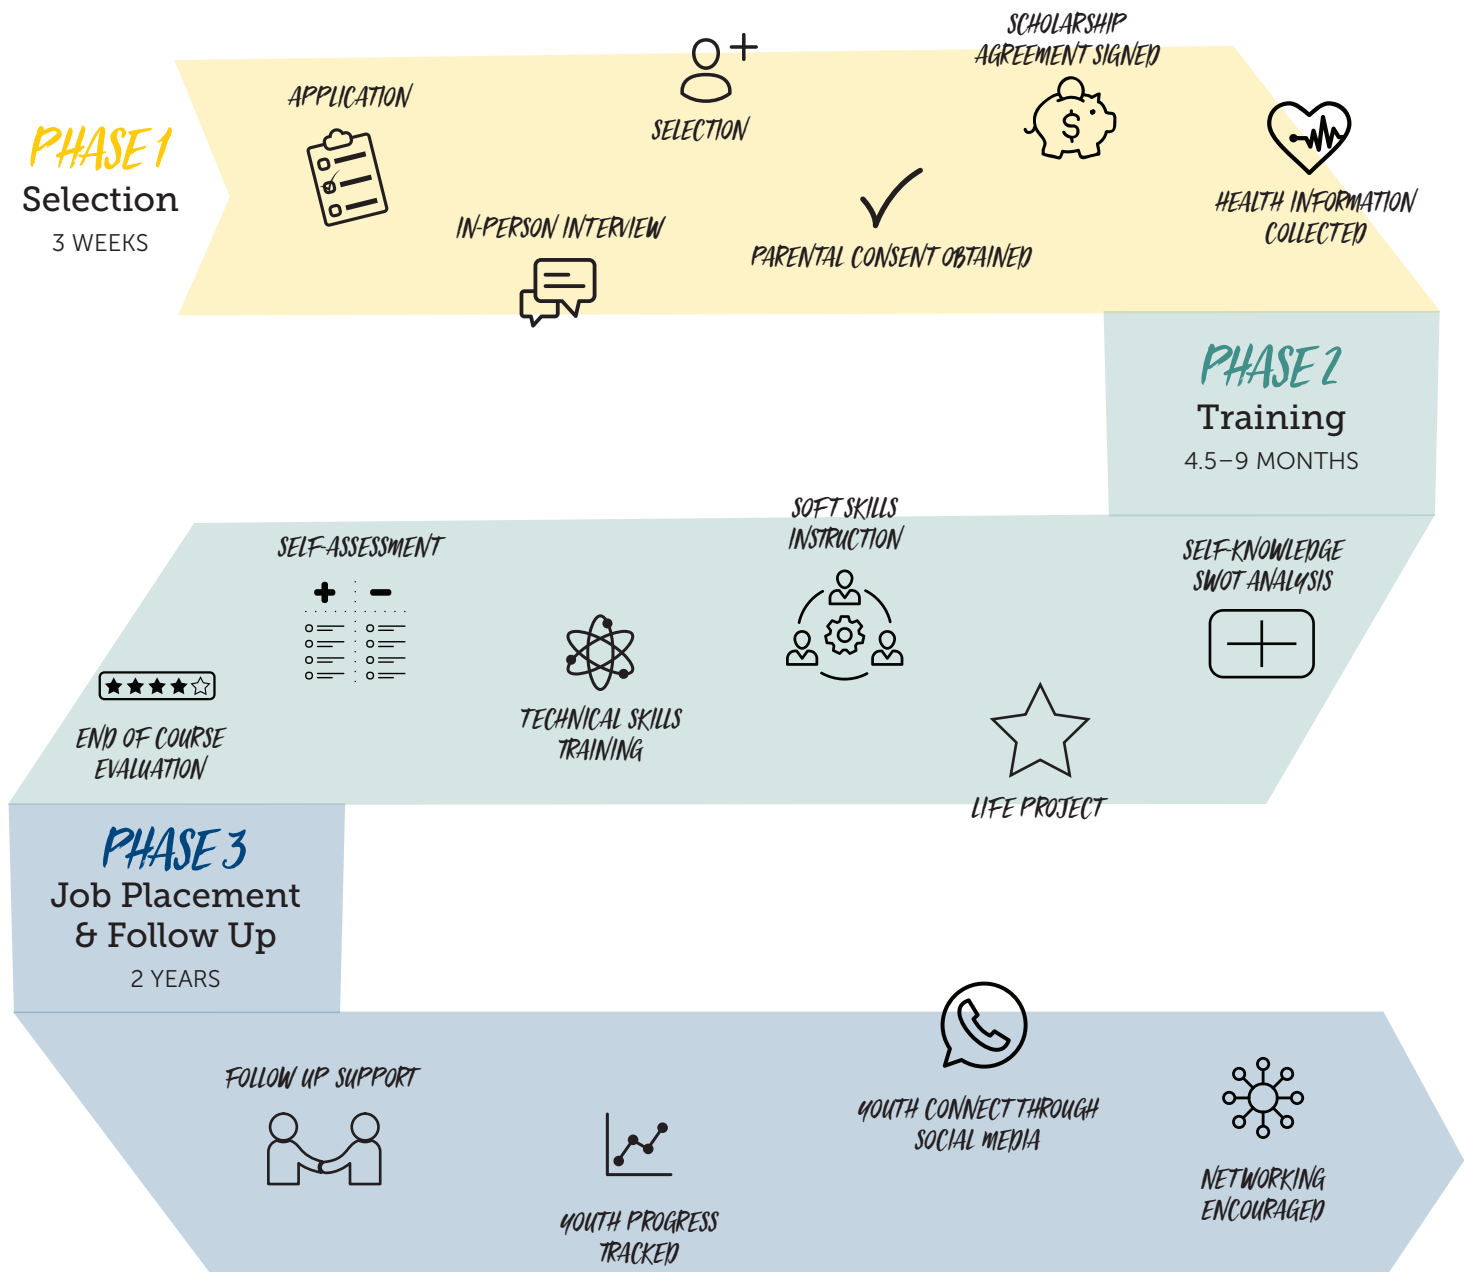 PHASE 1
Selection
3 WEEKS
APPLICATION
IN-PERSON INTERVIEW
SELECTION
PARENTAL CONSENT OBTAINED
SCHOLARSHIP
AGREEMENT SIGNED
$
HEALTH INFORMATION
COLLECTED
PHASE 2
Training
4.5–9 MONTHS
SELF-KNOWLEDGE
SWOT ANALYSIS
LIFE PROJECT
SOFT SKILLS
INSTRUCTION
TECHNICAL SKILLS
TRAINING
SELF-ASSESSMENT
END OF COURSE
EVALUATION
PHASE 3
Job Placement
& Follow Up
2 YEARS
FOLLOW UP SUPPORT
YOUTH PROGRESS
TRACKED
YOUTH CONNECT THROUGH
SOCIAL MEDIA
NETWORKING
ENCOURAGED